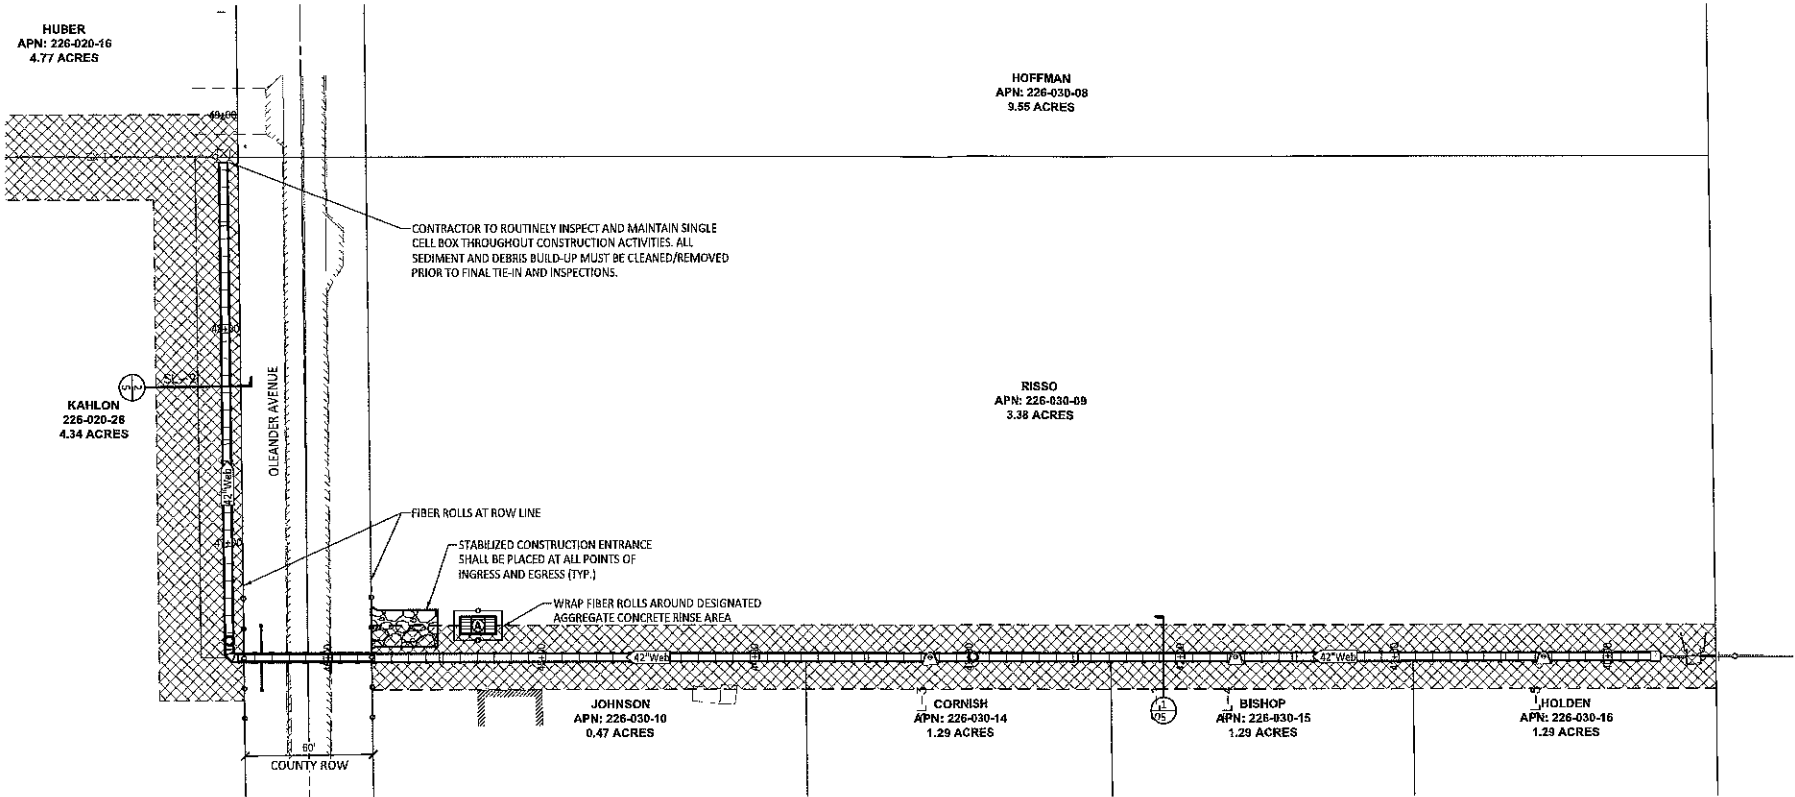 HUBER
APN: 226-020-16
4.77 ACRES
HOFFMAN
APN: 226-030-08
9.55 ACRES
49+00
CONTRACTOR TO ROUTINELY INSPECT AND MAINTAIN SINGLE
CELL BOX THROUGHOUT CONSTRUCTION ACTIVITIES. ALL
SEDIMENT AND DEBRIS BUILD-UP MUST BE CLEANED/REMOVED
PRIOR TO FINAL TIE-IN AND INSPECTIONS.
OLEANDER AVENUE
KAHLON
226-020-26
4.34 ACRES
RISSO
APN: 226-030-09
3.38 ACRES
42"Web
FIBER ROLLS AT ROW LINE
STABILIZED CONSTRUCTION ENTRANCE
SHALL BE PLACED AT ALL POINTS OF
INGRESS AND EGRESS (TYP.)
WRAP FIBER ROLLS AROUND DESIGNATED
AGGREGATE CONCRETE RINSE AREA
A
42"Web
42"Web
JOHNSON
APN: 226-030-10
0.47 ACRES
CORNISH
APN: 226-030-14
1.29 ACRES
BISHOP
APN: 226-030-15
1.29 ACRES
HOLDEN
APN: 226-030-16
1.29 ACRES
60'
COUNTY ROW